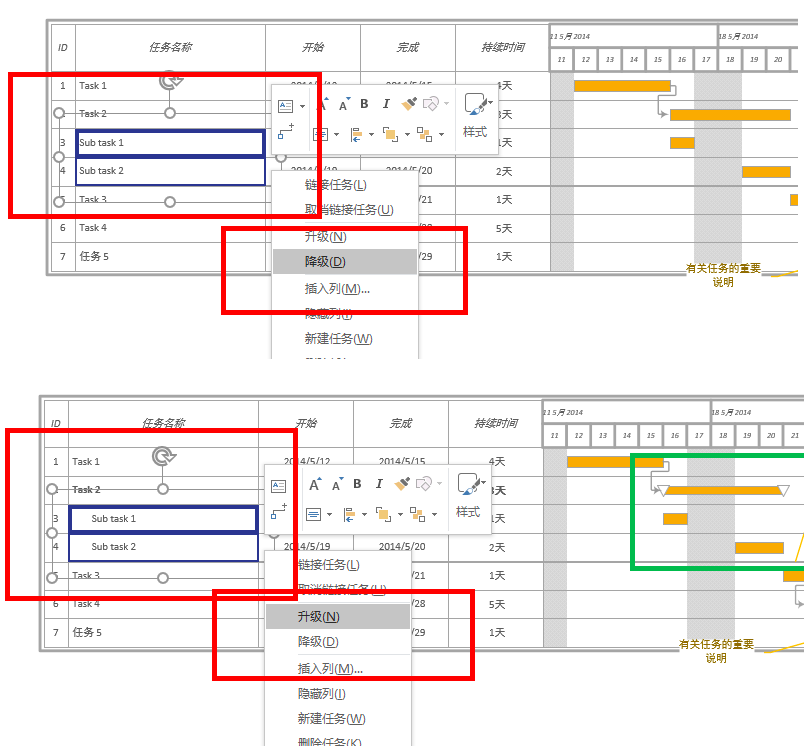 ID 任务名称 开始 完成 持续时间 11 5月 2014 18 5月 2014
11 12 13 14 15 16 17 18 19 20
1 Task 1 4天
2 Task 2
B I
样式
3 Sub task 1 1天
4 Sub task 2 2014/5/20 2天
链接任务(L)
5 Task 3 /21 1天
取消链接任务(U)
6 Task 4 5天
升级(N)
7 任务 5 /29 1天
降级(D)
有关任务的重要
说明
插入列(M)...
隐藏列(I)
新建任务(W)
ID 任务名称 开始 完成 持续时间 11 5月 2014 18 5月 2014
11 12 13 14 15 16 17 18 19 20 21
1 Task 1 2014/5/12 2014/5/15 4天
2 Task 2 3天
A A B I
样式
3 Sub task 1 1天
4 Sub task 2 2014/5/19 2014/5/20 2天
链接任务(L)
5 Task 3 /21 1天
取消链接任务(U)
6 Task 4 /28 5天
升级(N)
7 任务 5 /29 1天
降级(D)
有关任务的重要
说明
插入列(M)...
隐藏列(I)
新建任务(W)
删除任务(K)